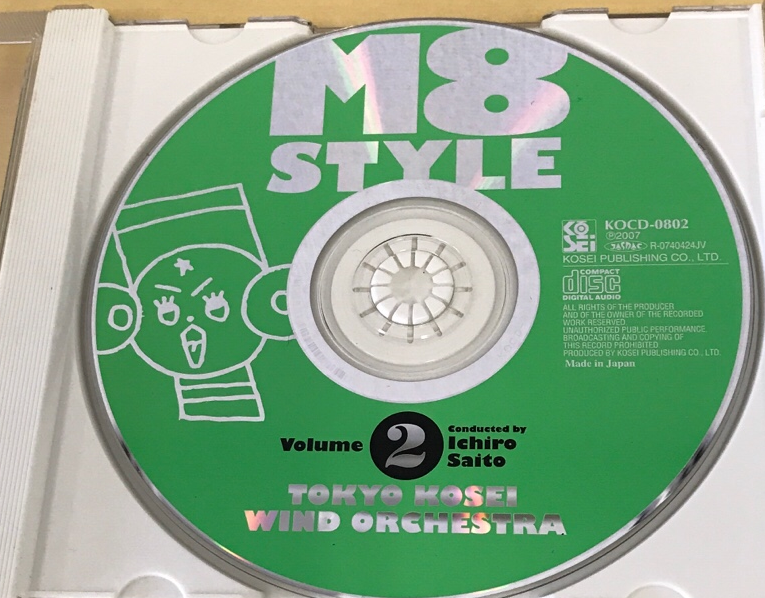 M8
STYLE
KOSEI
KOCD-0802
℗2007
JASRAC R-0740424JV
KOSEI PUBLISHING CO., LTD.
COMPACT
disc
DIGITAL AUDIO
ALL RIGHTS OF THE PRODUCER
AND OF THE OWNER OF THE RECORDED
WORK RESERVED
UNAUTHORIZED PUBLIC PERFORMANCE
BROADCASTING AND COPYING OF
THIS RECORD PROHIBITED
PRODUCED BY KOSEI PUBLISHING CO., LTD.
Made in Japan
Volume 2 Conducted by
Ichiro
Saito
TOKYO KOSEI
WIND ORCHESTRA